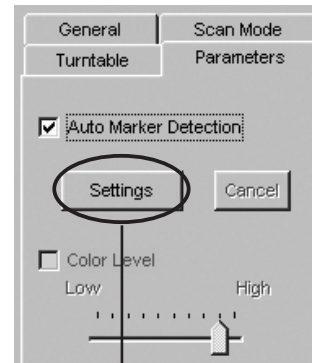 General Scan Mode
Turntable Parameters
Auto Marker Detection
Settings Cancel
Color Level
Low High